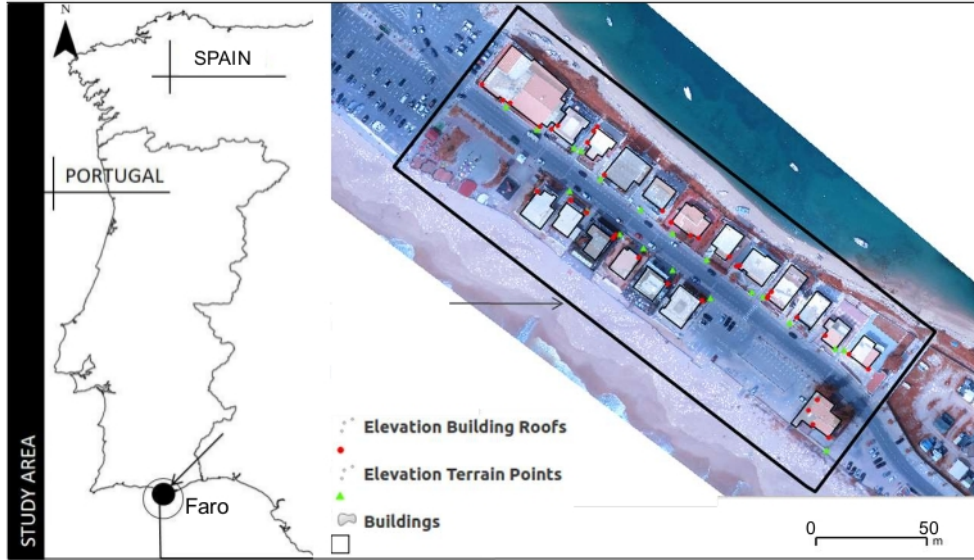 N
SPAIN
PORTUGAL
Faro
STUDY AREA
Elevation Building Roofs
Elevation Terrain Points
Buildings
0 50
m